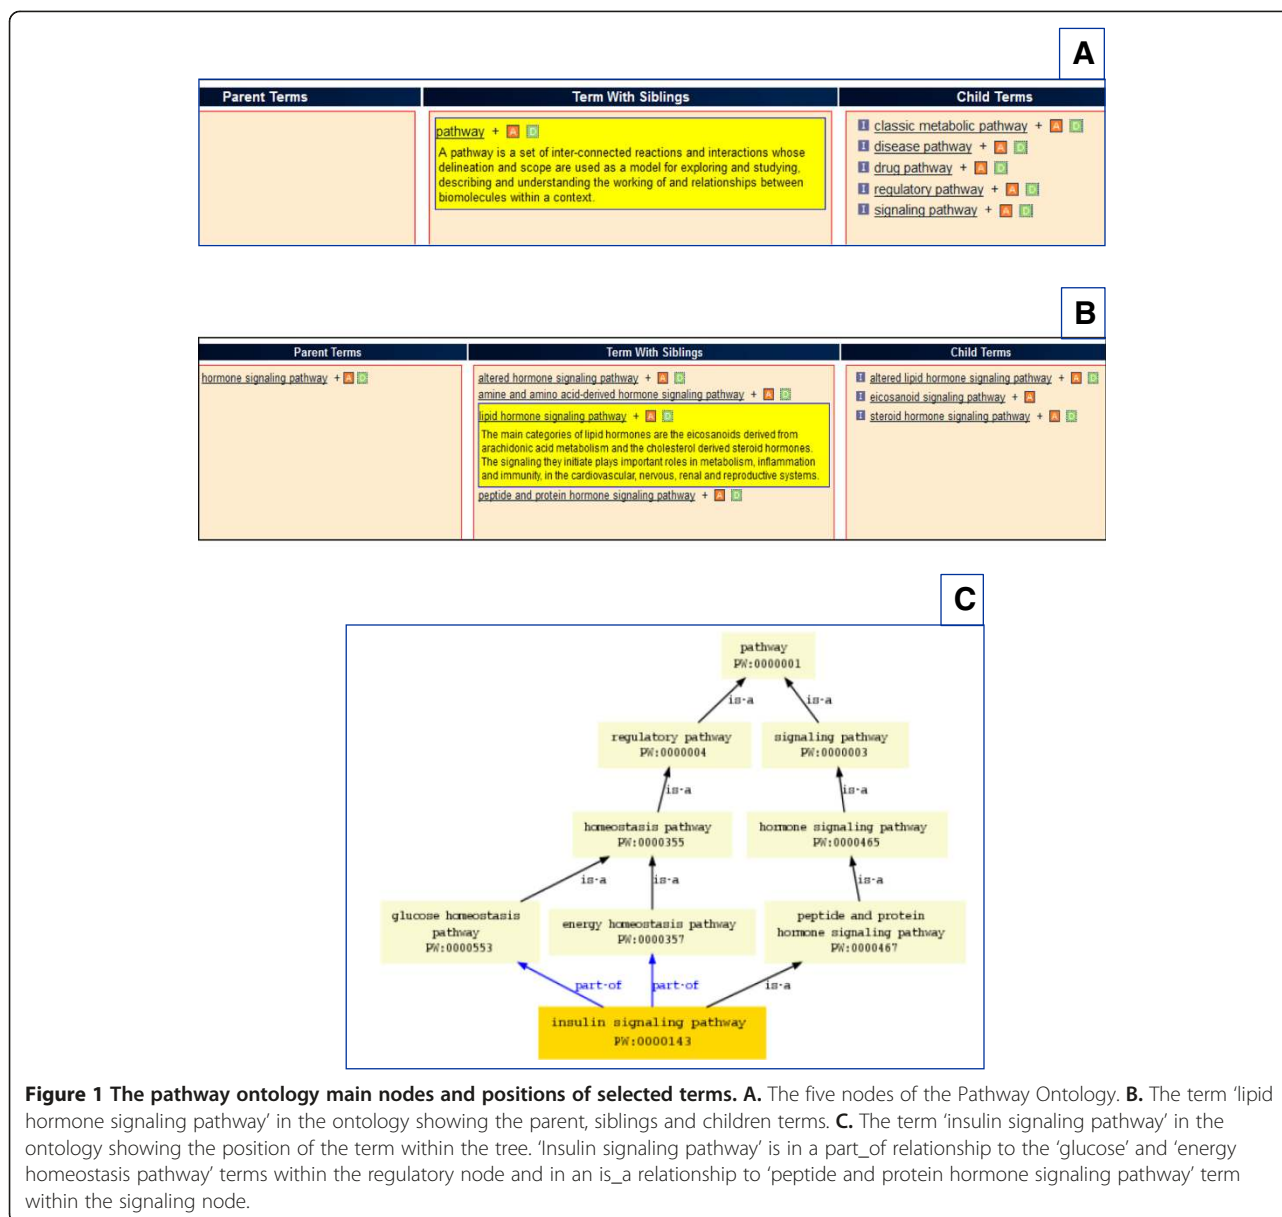 A
Parent Terms
Term With Siblings
Child Terms
pathway + A D
A pathway is a set of inter-connected reactions and interactions whose
delineation and scope are used as a model for exploring and studying,
describing and understanding the working of and relationships between
biomolecules within a context.
I classic metabolic pathway + A D
I disease pathway + A D
I drug pathway + A D
I regulatory pathway + A D
I signaling pathway + A D
B
Parent Terms
Term With Siblings
Child Terms
hormone signaling pathway + A D
altered hormone signaling pathway + A D
amine and amino acid-derived hormone signaling pathway + A D
lipid hormone signaling pathway + A D
The main categories of lipid hormones are the eicosanoids derived from
arachidonic acid metabolism and the cholesterol derived steroid hormones.
The signaling they initiate plays important roles in metabolism, inflammation
and immunity, in the cardiovascular, nervous, renal and reproductive systems.
peptide and protein hormone signaling pathway + A D
I altered lipid hormone signaling pathway + A D
I eicosanoid signaling pathway + A
I steroid hormone signaling pathway + A D
C
pathway
PW:0000001
is-a
is-a
regulatory pathway
PW:0000004
signaling pathway
PW:0000003
is-a
is-a
homeostasis pathway
PW:0000355
hormone signaling pathway
PW:0000465
is-a
is-a
is-a
glucose homeostasis
pathway
PW:0000553
energy homeostasis pathway
PW:0000357
peptide and protein
hormone signaling pathway
PW:0000467
part-of
part-of
is-a
insulin signaling pathway
PW:0000143
Figure 1 The pathway ontology main nodes and positions of selected terms. A. The five nodes of the Pathway Ontology. B. The term ‘lipid
hormone signaling pathway’ in the ontology showing the parent, siblings and children terms. C. The term ‘insulin signaling pathway’ in the
ontology showing the position of the term within the tree. ‘Insulin signaling pathway’ is in a part_of relationship to the ‘glucose’ and ‘energy
homeostasis pathway’ terms within the regulatory node and in an is_a relationship to ‘peptide and protein hormone signaling pathway’ term
within the signaling node.